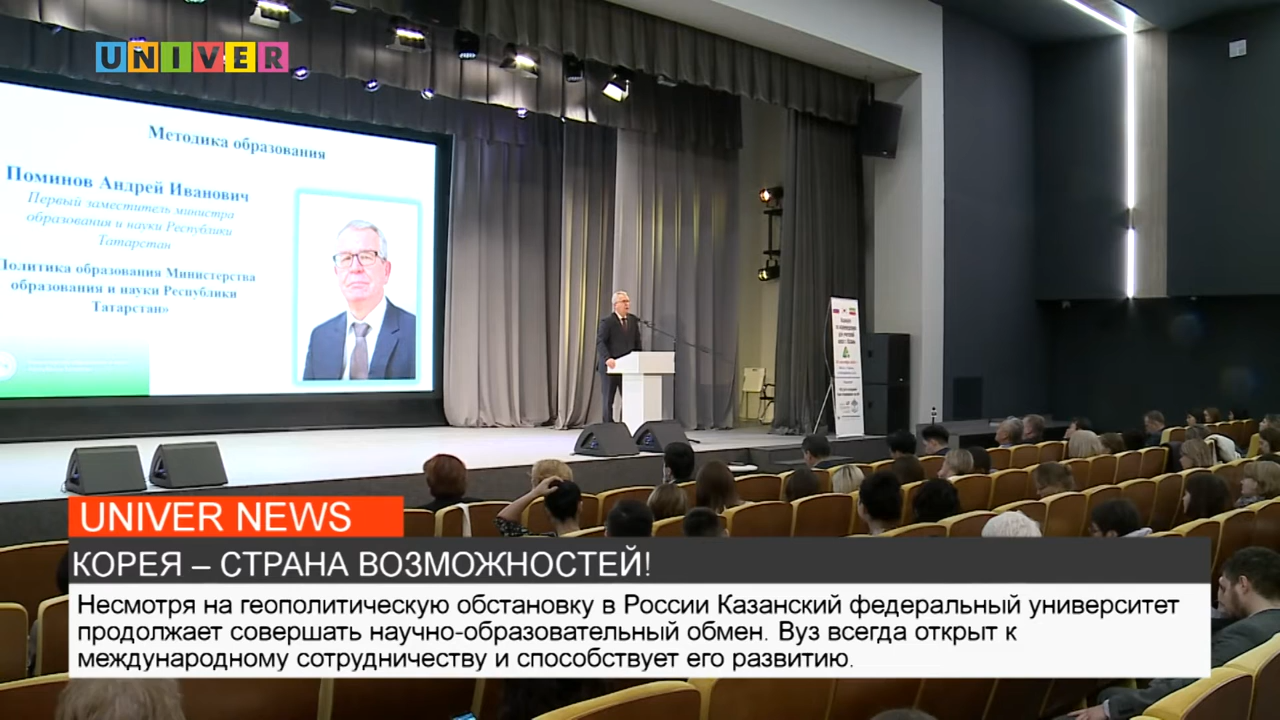 UNIVER
Методика образования
Поминов Андрей Иванович
Первый заместитель министра
образования и науки Республики
Татарстан
Политика образования Министерства
образования и науки Республики
Татарстан»
UNIVER NEWS
КОРЕЯ – СТРАНА ВОЗМОЖНОСТЕЙ!
Несмотря на геополитическую обстановку в России Казанский федеральный университет
продолжает совершать научно-образовательный обмен. Вуз всегда открыт к
международному сотрудничеству и способствует его развитию.